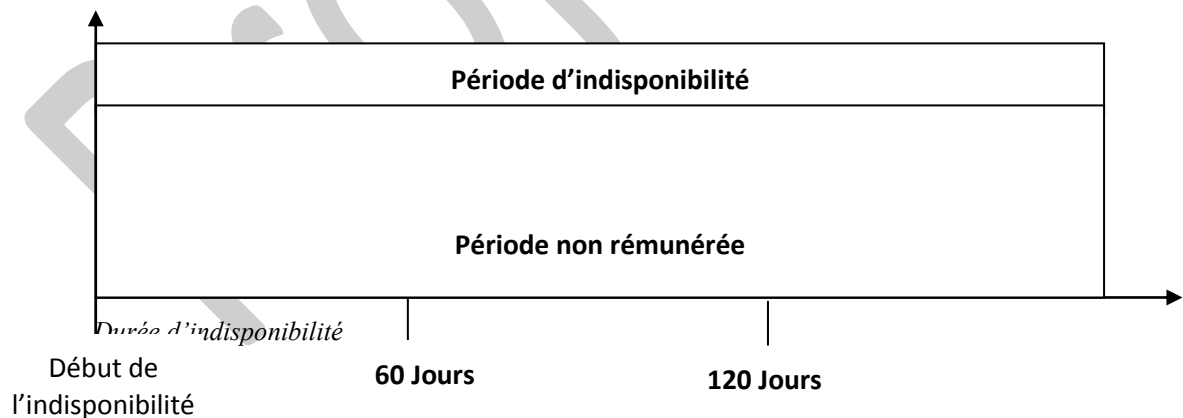 Période d'indisponibilité
Période non rémunérée
Durée d'indisponibilité
Début de
l'indisponibilité
60 Jours
120 Jours